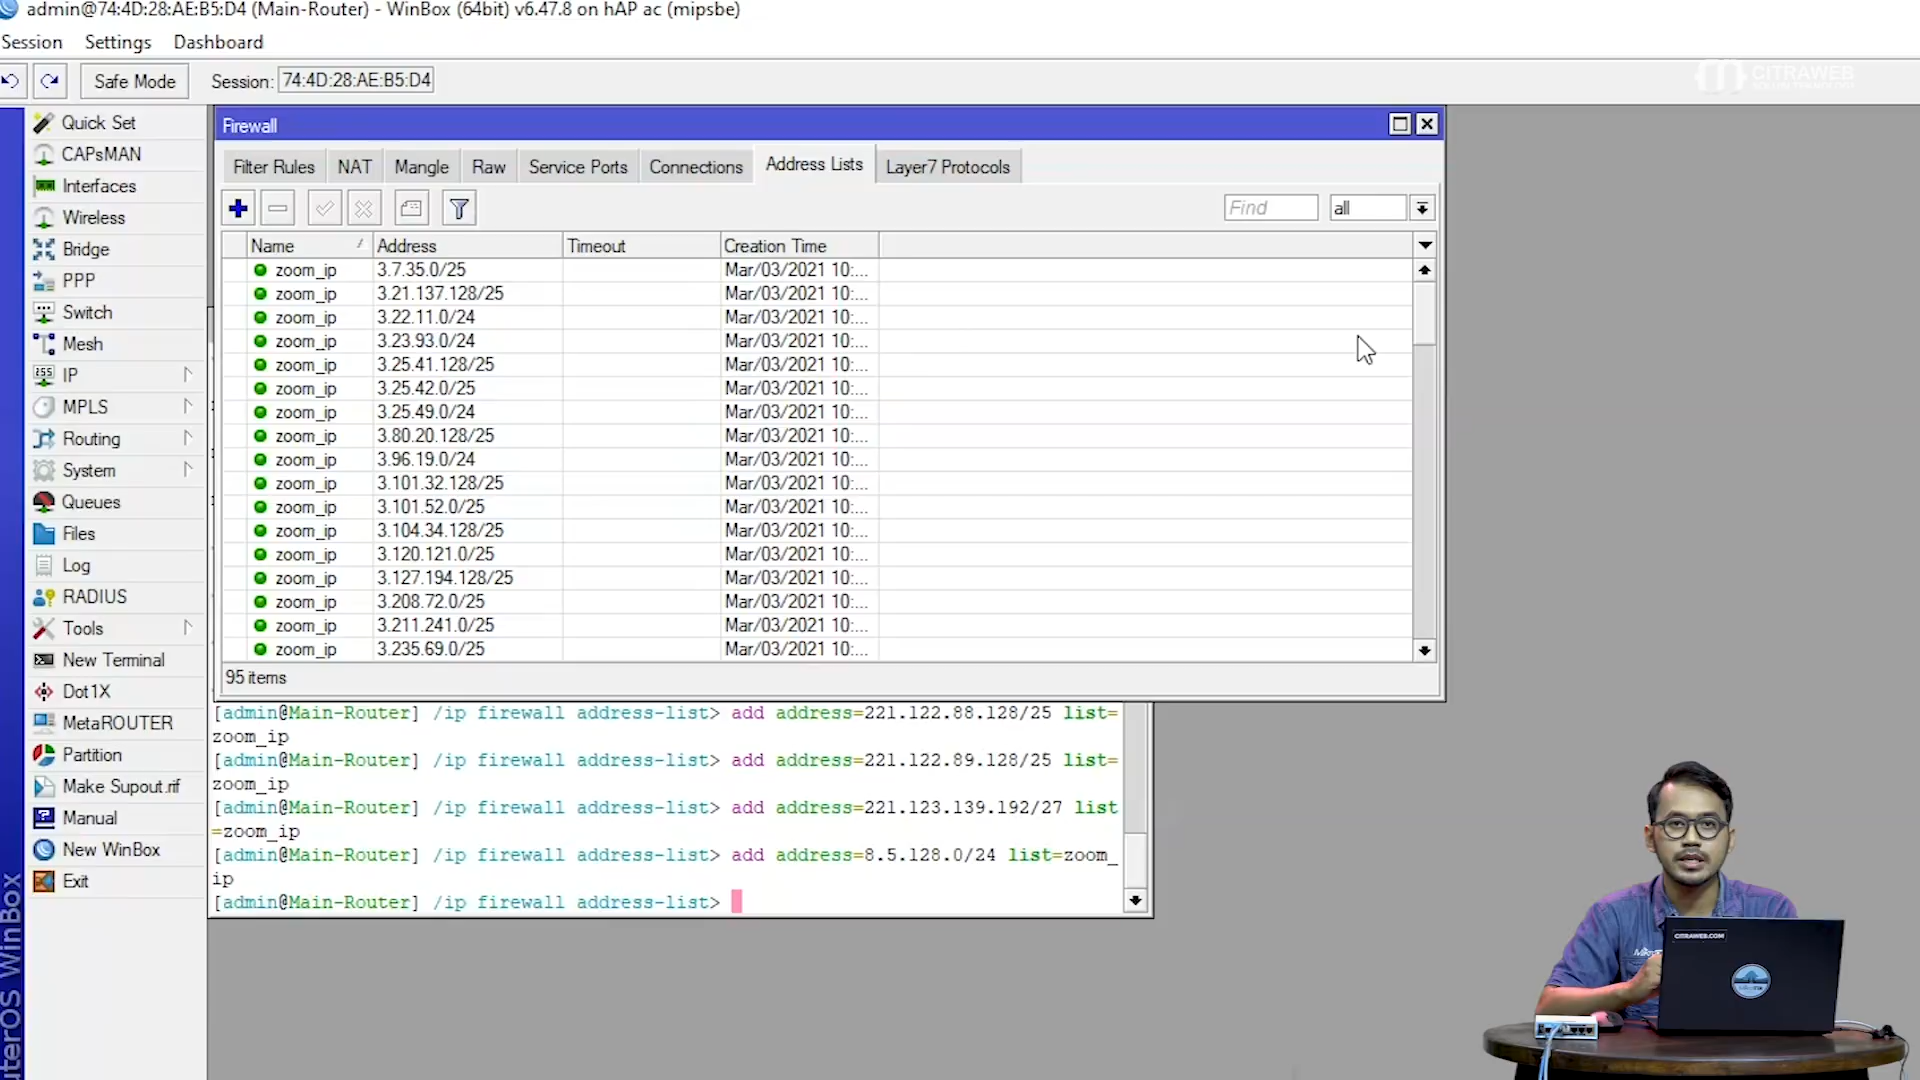 admin@74:4D:28:AE:B5:D4 (Main-Router) - WinBox (64bit) v6.47.8 on hAP ac (mipsbe)
Session Settings Dashboard
Safe Mode Session: 74:4D:28:AE:B5:D4
CITRAWEB
Quick Set
CAPsMAN
Interfaces
Wireless
Bridge
PPP
Switch
Mesh
IP
MPLS
Routing
System
Queues
Files
Log
RADIUS
Tools
New Terminal
Dot1X
MetaROUTER
Partition
Make Supout.rif
Manual
New WinBox
Exit
uterOS WinBox
Firewall
Filter Rules NAT Mangle Raw Service Ports Connections Address Lists Layer7 Protocols
Find all
Name Address Timeout Creation Time
zoom_ip 3.7.35.0/25 Mar/03/2021 10:...
zoom_ip 3.21.137.128/25 Mar/03/2021 10:...
zoom_ip 3.22.11.0/24 Mar/03/2021 10:...
zoom_ip 3.23.93.0/24 Mar/03/2021 10:...
zoom_ip 3.25.41.128/25 Mar/03/2021 10:...
zoom_ip 3.25.42.0/25 Mar/03/2021 10:...
zoom_ip 3.25.49.0/24 Mar/03/2021 10:...
zoom_ip 3.80.20.128/25 Mar/03/2021 10:...
zoom_ip 3.96.19.0/24 Mar/03/2021 10:...
zoom_ip 3.101.32.128/25 Mar/03/2021 10:...
zoom_ip 3.101.52.0/25 Mar/03/2021 10:...
zoom_ip 3.104.34.128/25 Mar/03/2021 10:...
zoom_ip 3.120.121.0/25 Mar/03/2021 10:...
zoom_ip 3.127.194.128/25 Mar/03/2021 10:...
zoom_ip 3.208.72.0/25 Mar/03/2021 10:...
zoom_ip 3.211.241.0/25 Mar/03/2021 10:...
zoom_ip 3.235.69.0/25 Mar/03/2021 10:...
95 items
[admin@Main-Router] /ip firewall address-list> add address=221.122.88.128/25 list=
zoom_ip
[admin@Main-Router] /ip firewall address-list> add address=221.122.89.128/25 list=
zoom_ip
[admin@Main-Router] /ip firewall address-list> add address=221.123.139.192/27 list
=zoom_ip
[admin@Main-Router] /ip firewall address-list> add address=8.5.128.0/24 list=zoom_
ip
[admin@Main-Router] /ip firewall address-list>
CITRAWEB.COM